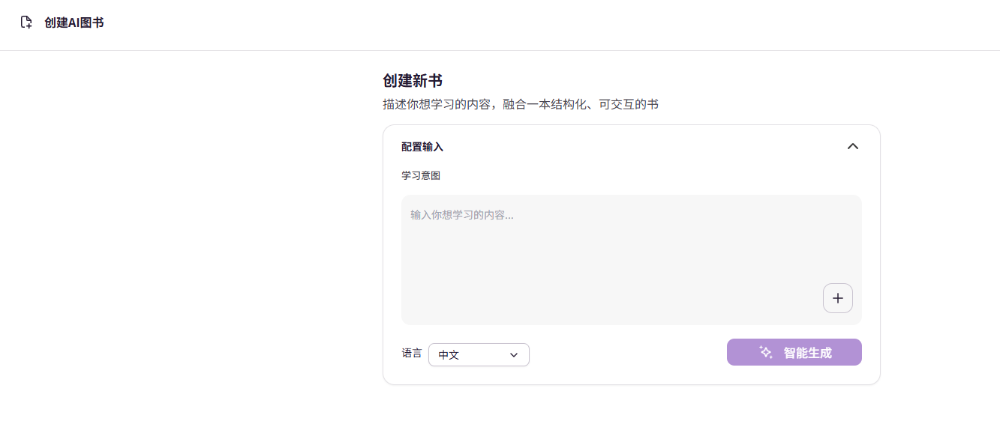 创建AI图书
创建新书
描述你想学习的内容，融合一本结构化、可交互的书
配置输入
学习意图
输入你想学习的内容...
语言 中文
智能生成